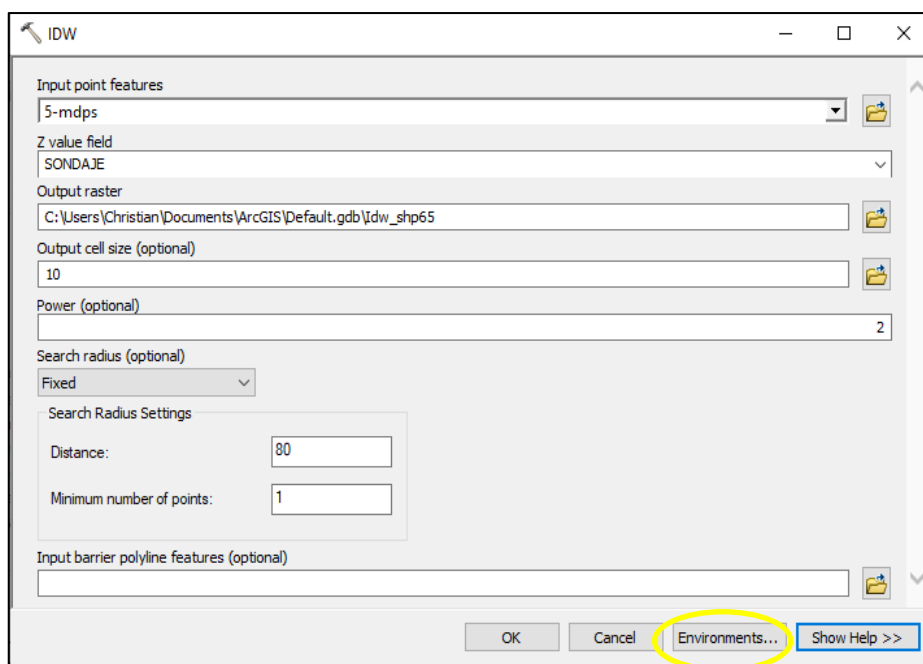 IDW
Input point features
5-mdps
Z value field
SONDAJE
Output raster
C:\Users\Christian\Documents\ArcGIS\Default.gdb\Idw_shp65
Output cell size (optional)
10
Power (optional)
2
Search radius (optional)
Fixed
Search Radius Settings
Distance: 80
Minimum number of points: 1
Input barrier polyline features (optional)
OK Cancel Environments... Show Help >>